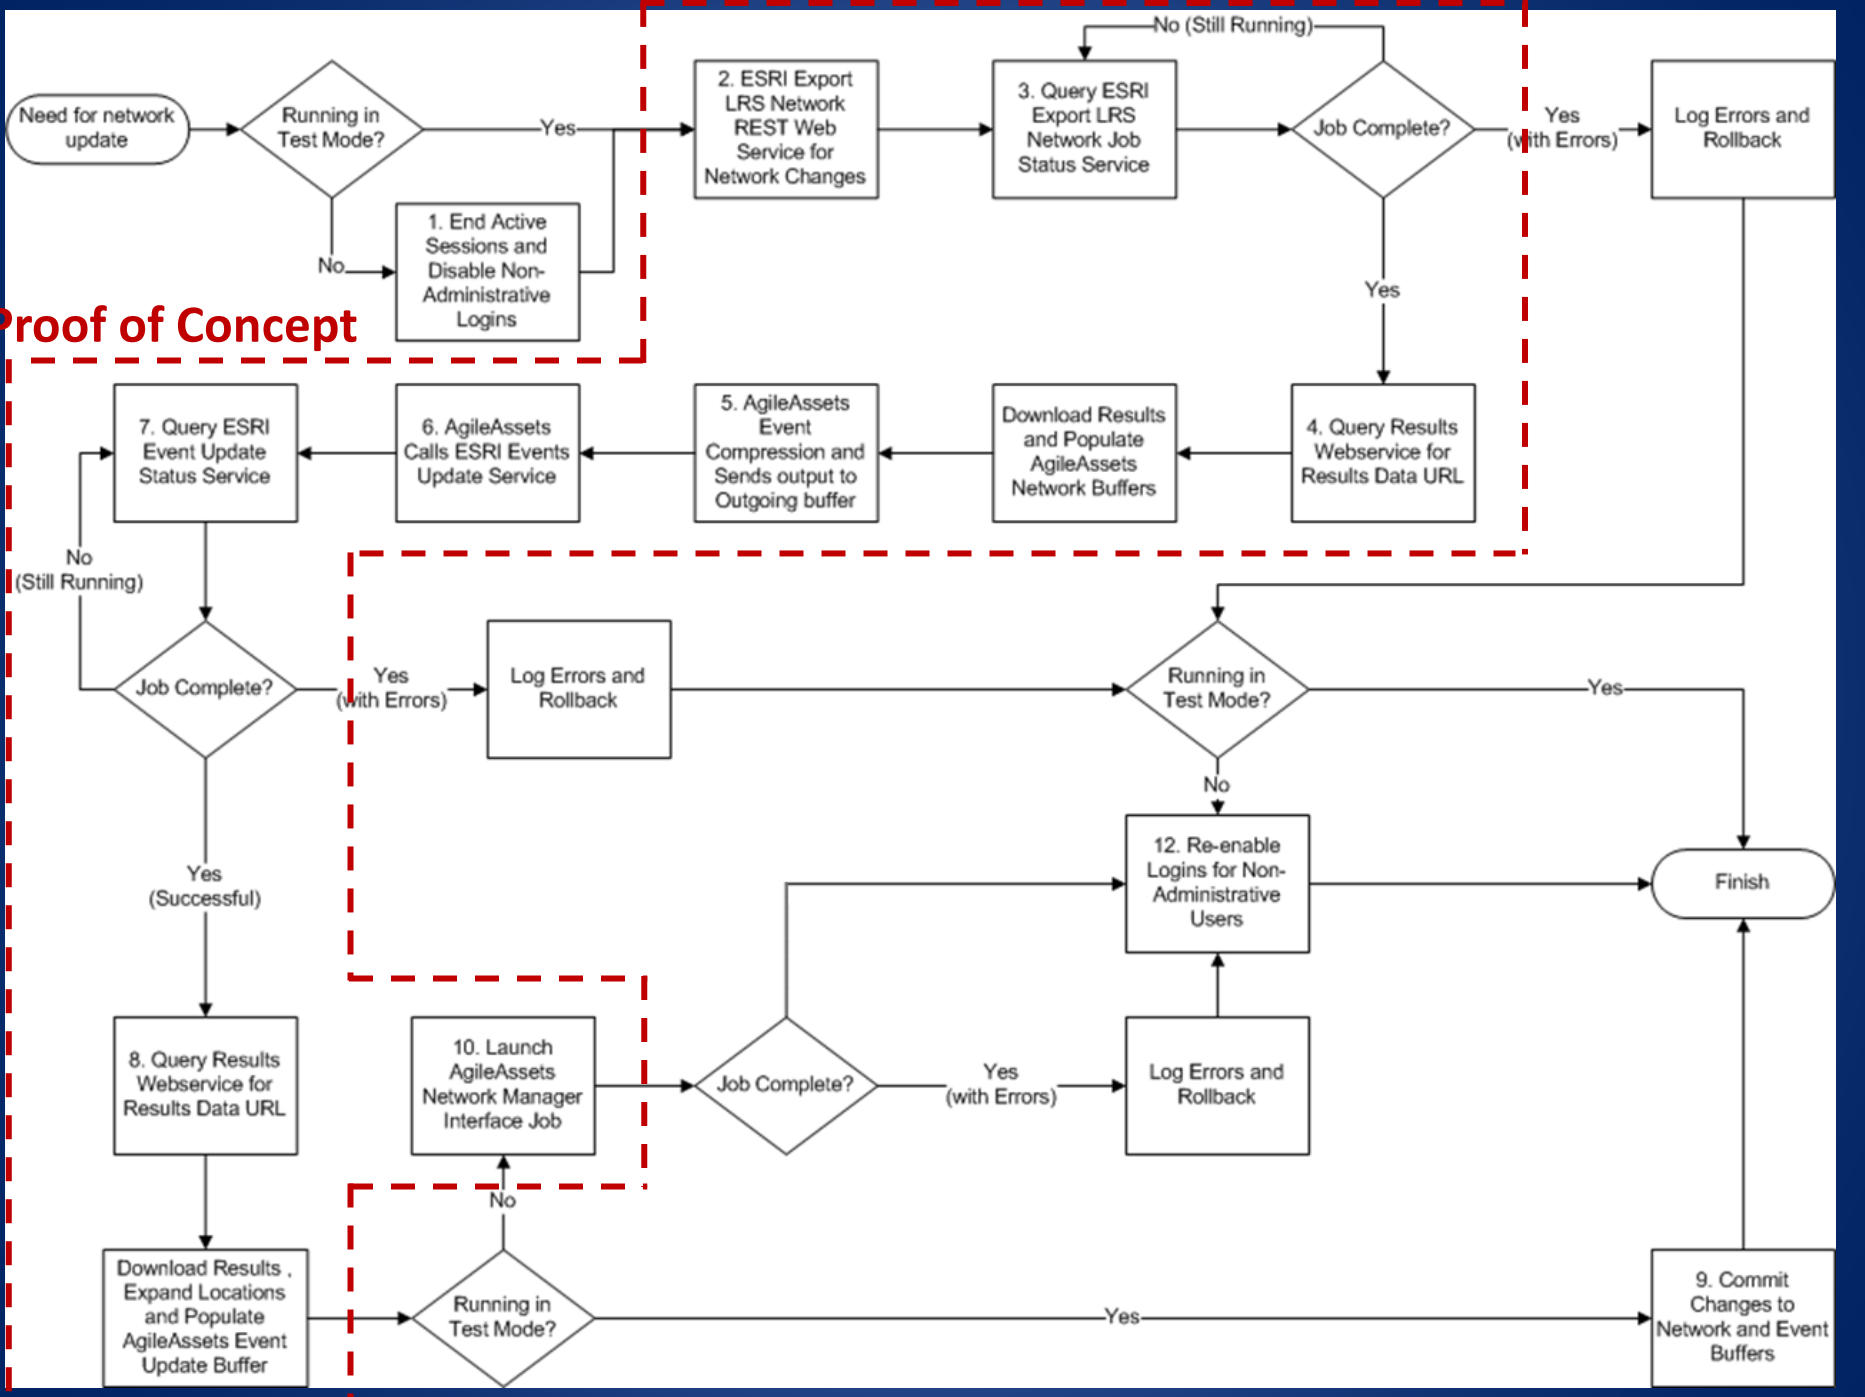 No (Still Running)
Need for network
update
Running in
Test Mode?
Yes
2. ESRI Export
LRS Network
REST Web
Service for
Network Changes
3. Query ESRI
Export LRS
Network Job
Status Service
Job Complete?
Yes
(with Errors)
Log Errors and
Rollback
No
1. End Active
Sessions and
Disable Non-
Administrative
Logins
Yes
Proof of Concept
7. Query ESRI
Event Update
Status Service
6. AgileAssets
Calls ESRI Events
Update Service
5. AgileAssets
Event
Compression and
Sends output to
Outgoing buffer
Download Results
and Populate
AgileAssets
Network Buffers
4. Query Results
Webservice for
Results Data URL
No
(Still Running)
Job Complete?
Yes
(with Errors)
Log Errors and
Rollback
Running in
Test Mode?
Yes
No
Yes
(Successful)
12. Re-enable
Logins for Non-
Administrative
Users
Finish
8. Query Results
Webservice for
Results Data URL
10. Launch
AgileAssets
Network Manager
Interface Job
Job Complete?
Yes
(with Errors)
Log Errors and
Rollback
No
Download Results ,
Expand Locations
and Populate
AgileAssets Event
Update Buffer
Running in
Test Mode?
Yes
9. Commit
Changes to
Network and Event
Buffers